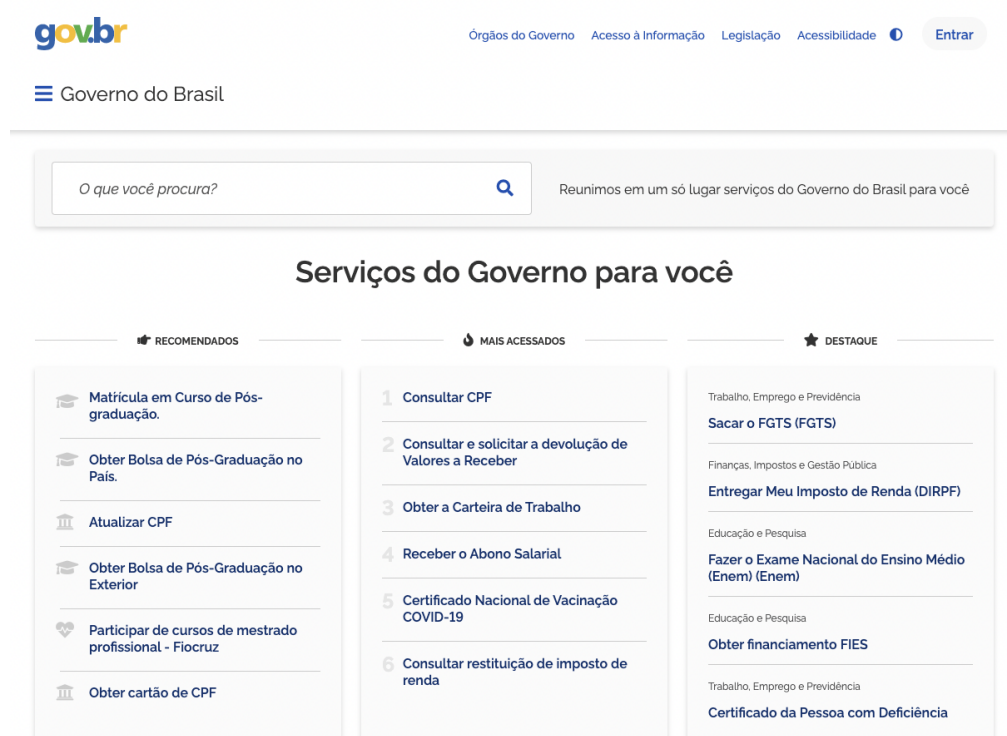 gov.br
Órgãos do Governo Acesso à Informação Legislação Acessibilidade Entrar
Governo do Brasil
O que você procura?
Reunimos em um só lugar serviços do Governo do Brasil para você
Serviços do Governo para você
RECOMENDADOS
Matŕicula em Curso de Pós-
graduação.
Obter Bolsa de Pós-Graduação no
País.
Atualizar CPF
Obter Bolsa de Pós-Graduação no
Exterior
Participar de cursos de mestrado
profissional - Fiocruz
Obter cartão de CPF
MAIS ACESSADOS
1 Consultar CPF
2 Consultar e solicitar a devolução de
Valores a Receber
3 Obter a Carteira de Trabalho
4 Receber o Abono Salarial
5 Certificado Nacional de Vacinação
COVID-19
6 Consultar restituição de imposto de
renda
DESTAQUE
Trabalho, Emprego e Previdência
Sacar o FGTS (FGTS)
Finanças, Impostos e Gestão Pública
Entregar Meu Imposto de Renda (DIRPF)
Educação e Pesquisa
Fazer o Exame Nacional do Ensino Médio
(Enem) (Enem)
Educação e Pesquisa
Obter financiamento FIES
Trabalho, Emprego e Previdência
Certificado da Pessoa com Deficiência